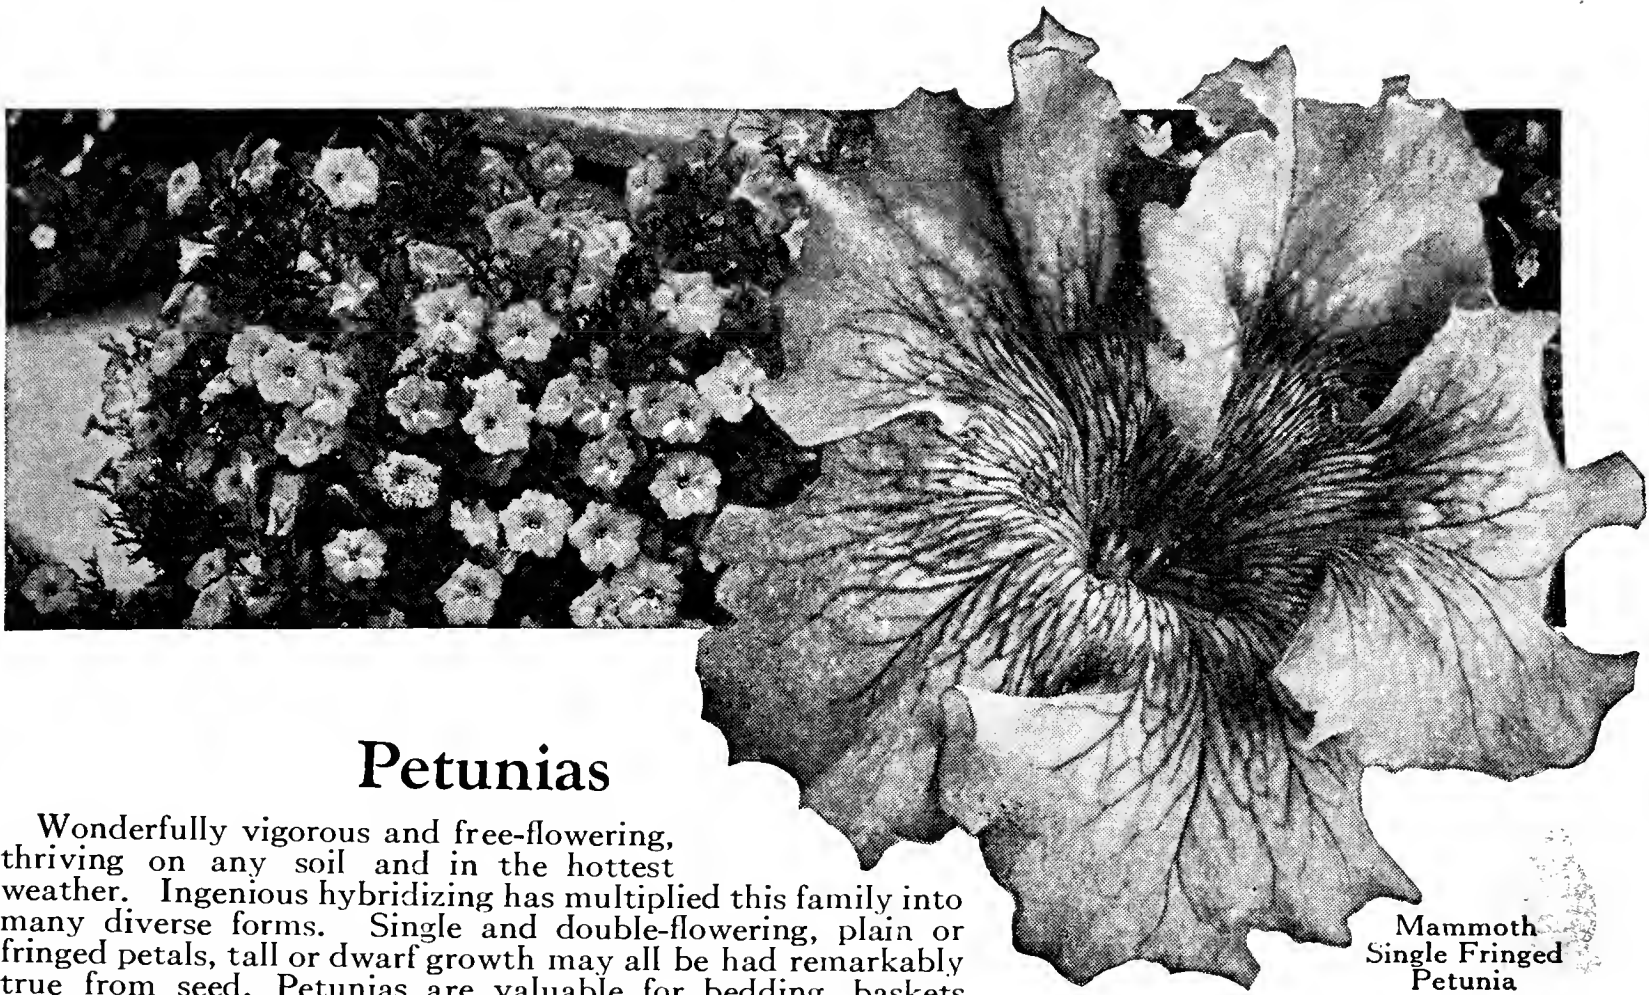 Petunias
Wonderfully vigorous and free-flowering,
thriving on any soil and in the hottest
weather. Ingenious hybridizing has multiplied this family into
many diverse forms. Single and double-flowering, plain or
fringed petals, tall or dwarf growth may all be had remarkably
true from seed. Petunias are valuable for bedding, baskets
Mammoth
Single Fringed
Petunia